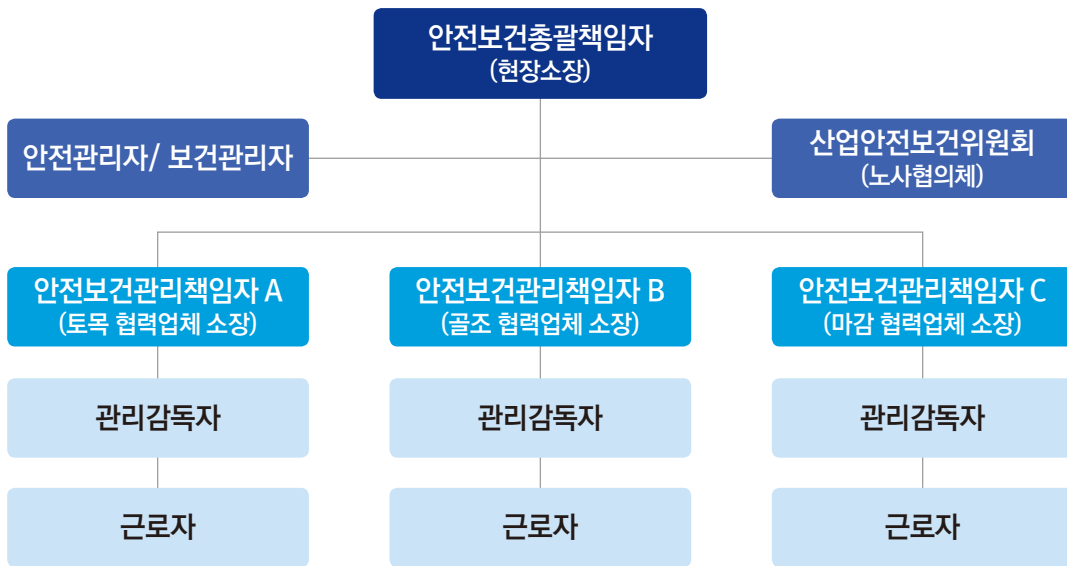 안전보건총괄책임자
(현장소장)
안전관리자/ 보건관리자
산업안전보건위원회
(노사협의체)
안전보건관리책임자 A
(토목 협력업체 소장)
안전보건관리책임자 B
(골조 협력업체 소장)
안전보건관리책임자 C
(마감 협력업체 소장)
관리감독자
관리감독자
관리감독자
근로자
근로자
근로자